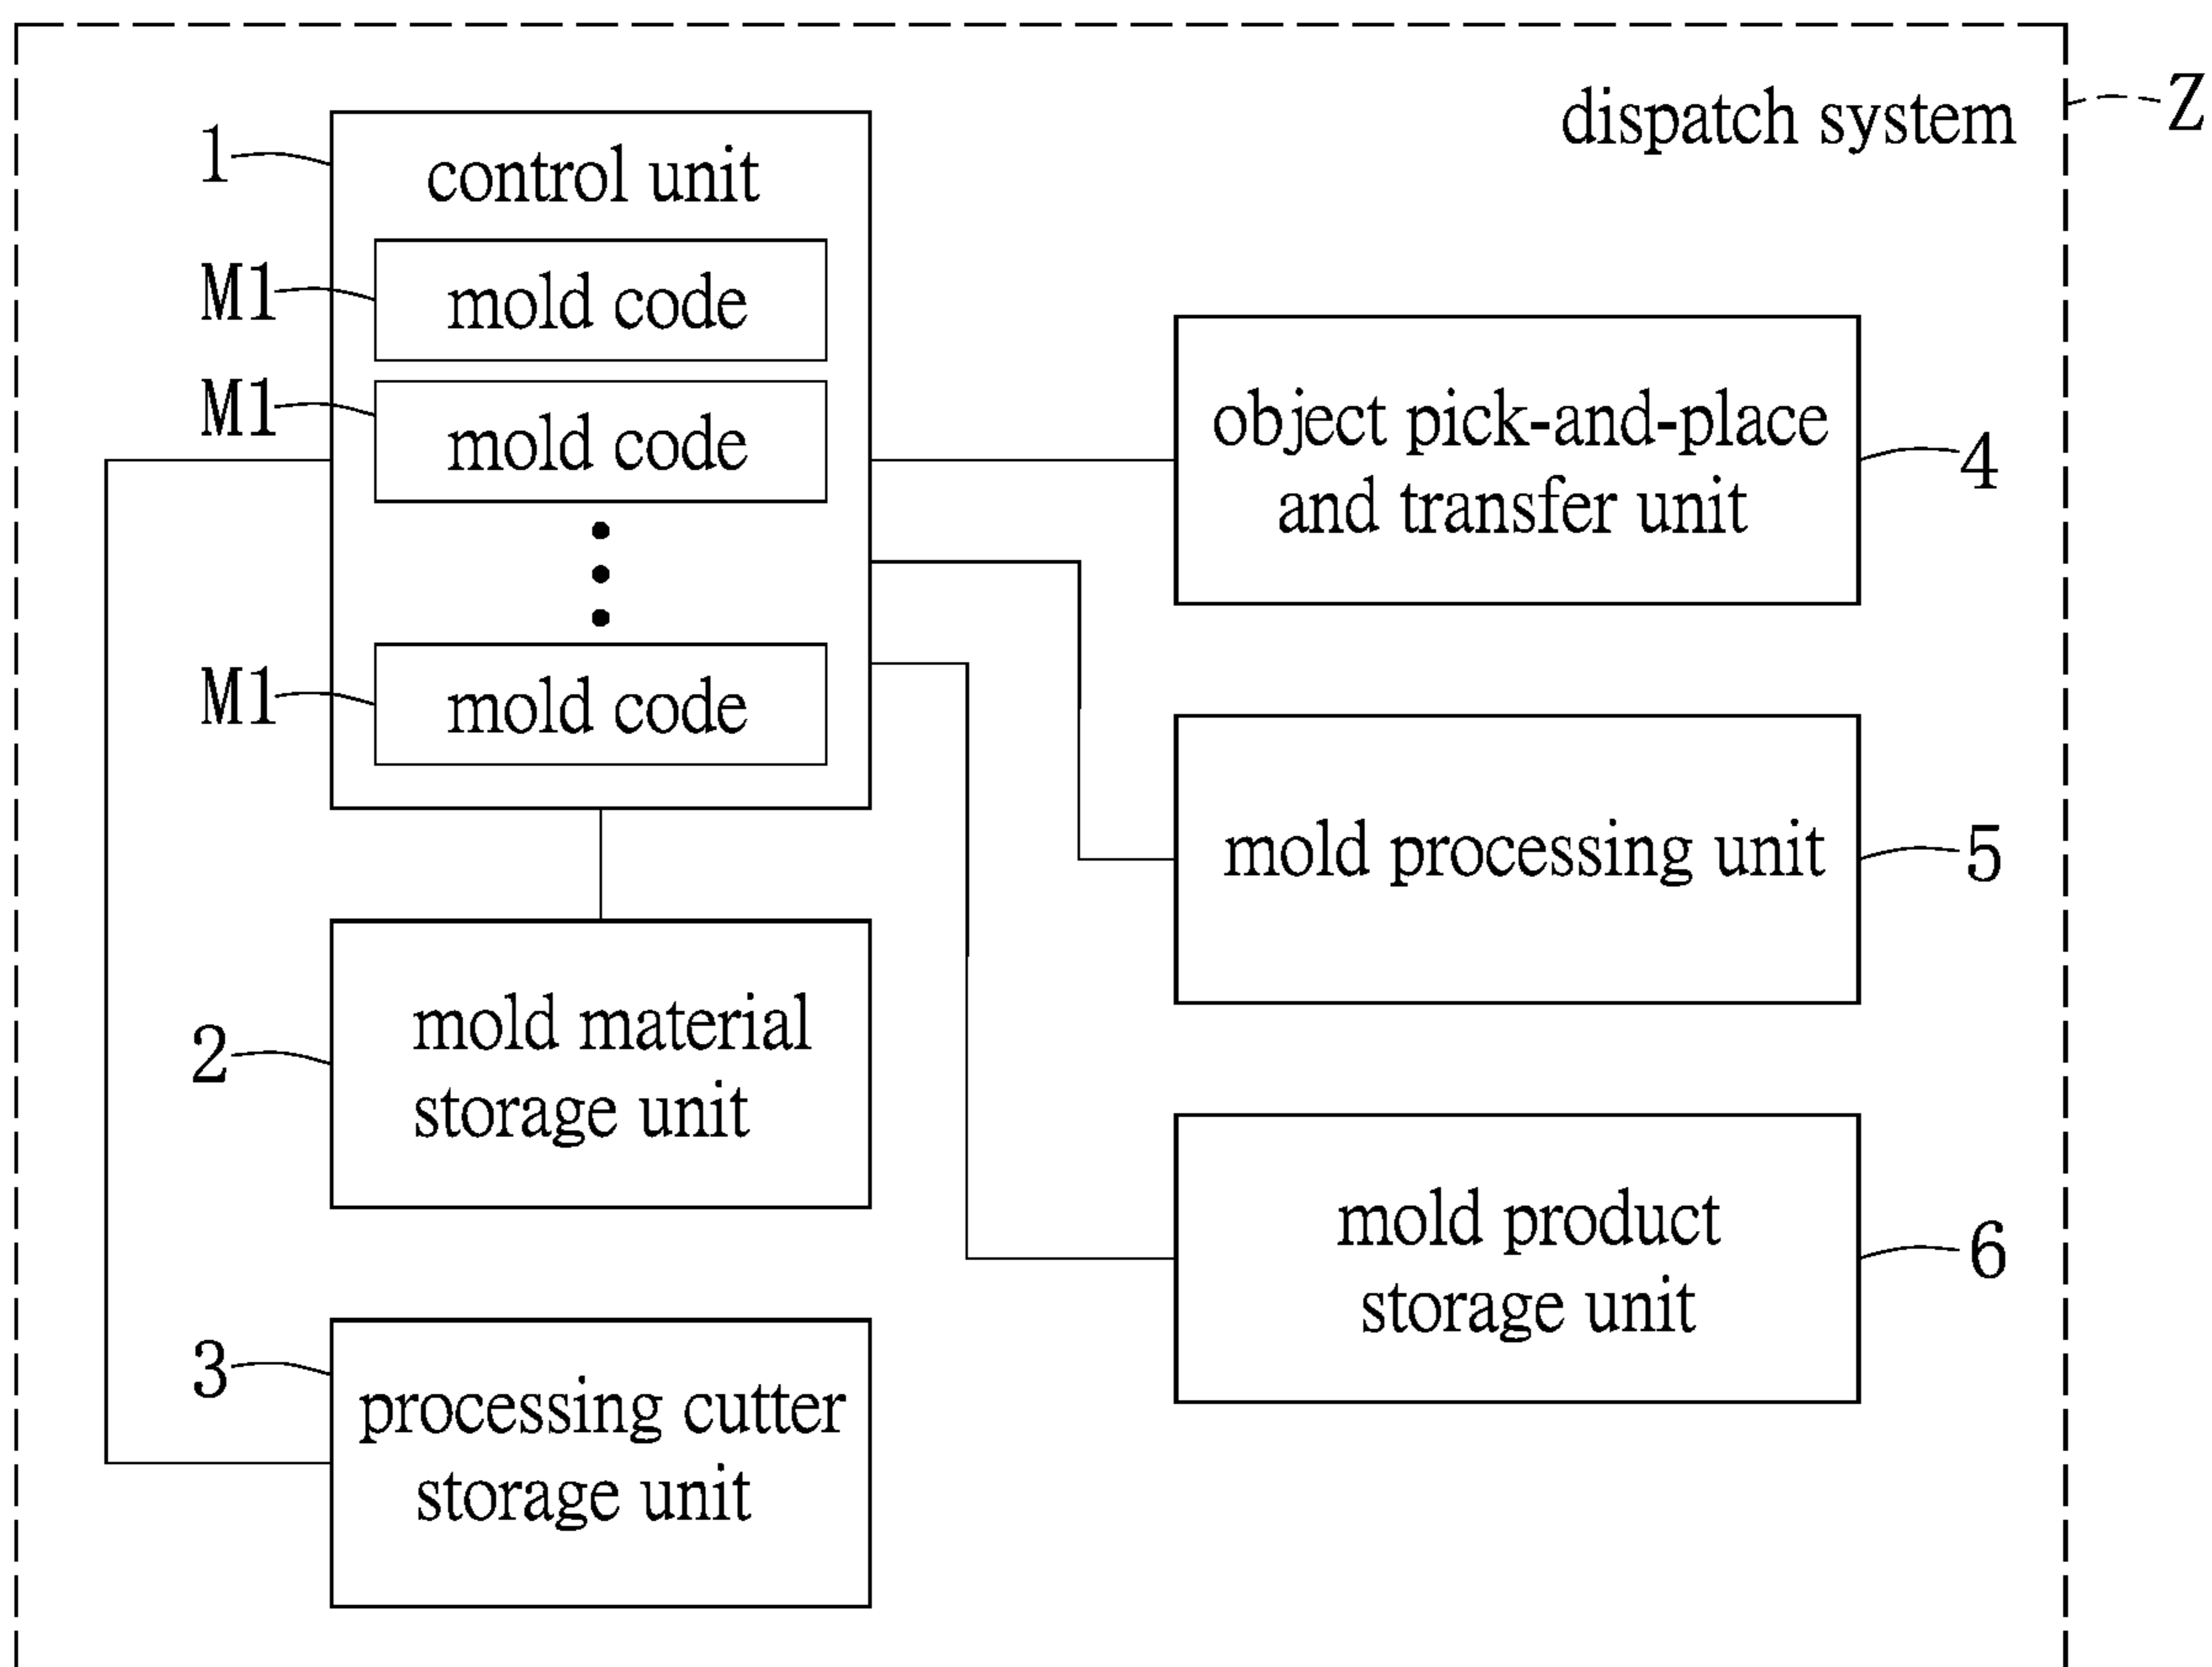 dispatch system
Z
1
control unit
M1
mold code
M1
mold code
M1
mold code
object pick-and-place
and transfer unit
4
mold processing unit
5
2
mold material
storage unit
mold product
storage unit
6
3
processing cutter
storage unit